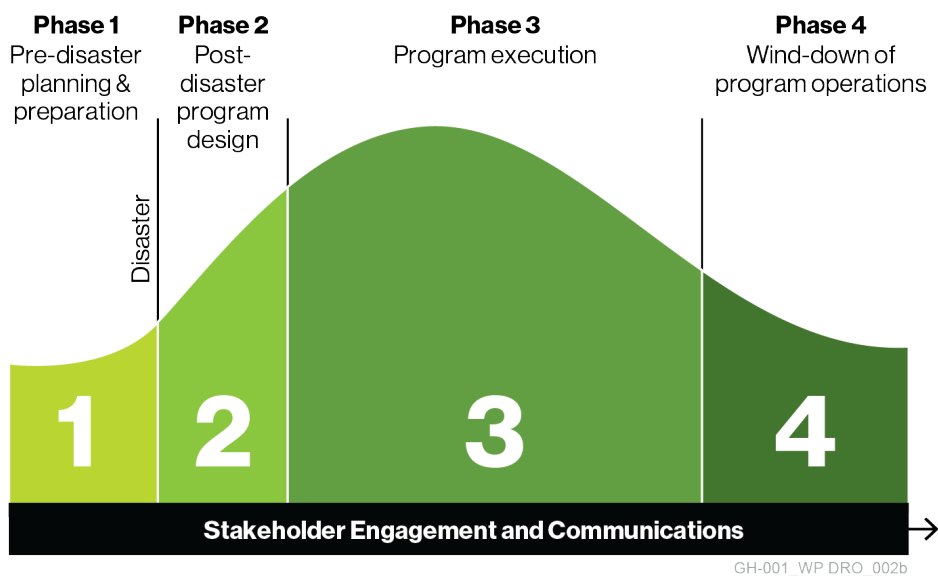 Phase 1
Pre-disaster
planning &
preparation
Phase 2
Post-
disaster
program
design
Phase 3
Program execution
Phase 4
Wind-down of
program operations
Disaster
1
2
3
4
Stakeholder Engagement and Communications
GH-001_WP DRO_002b